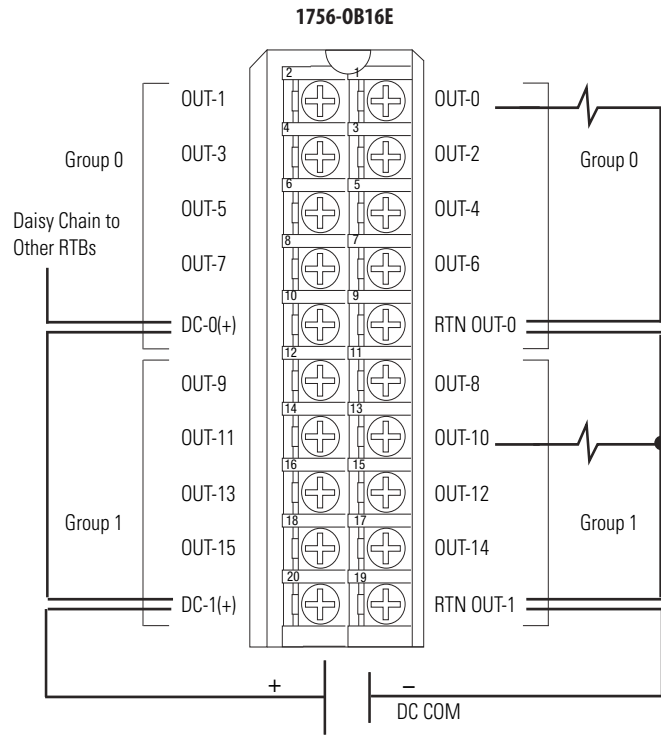 1756-OB16E
2 1
OUT-1 OUT-0
4 3
Group 0 OUT-3 OUT-2 Group 0
6 5
OUT-5 OUT-4
Daisy Chain to
Other RTBs
8 7
OUT-7 OUT-6
10 9
DC-0(+) RTN OUT-0
12 11
OUT-9 OUT-8
14 13
OUT-11 OUT-10
16 15
OUT-13 OUT-12
Group 1 Group 1
18 17
OUT-15 OUT-14
20 19
DC-1(+) RTN OUT-1
+ –
DC COM